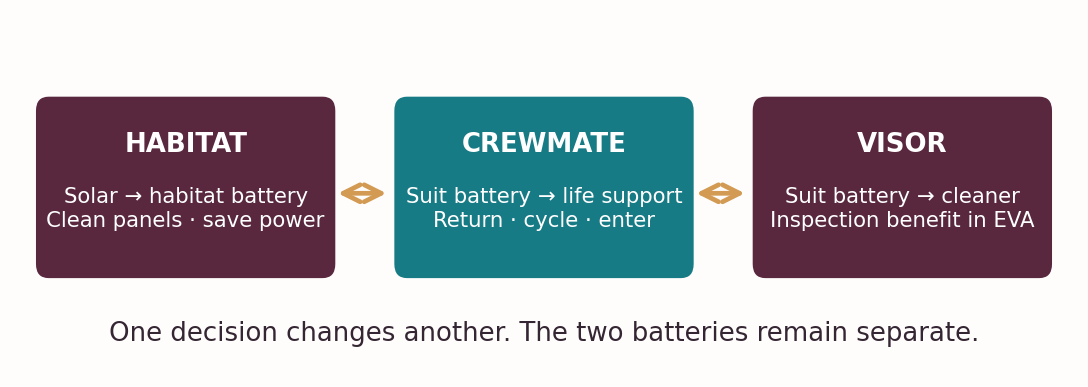 HABITAT
Solar → habitat battery
Clean panels · save power
CREWMATE
Suit battery → life support
Return · cycle · enter
VISOR
Suit battery → cleaner
Inspection benefit in EVA
One decision changes another. The two batteries remain separate.